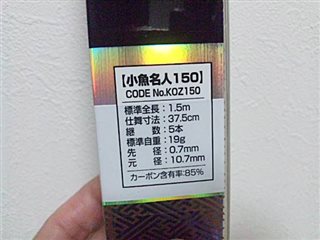 【小魚名人150】
CODE No.KOZ150
標準全長：1.5m
仕舞寸法：37.5cm
継　　数：5本
標準自重：19g
先　　径：0.7mm
元　　径：10.7mm
カーボン含有率：85%